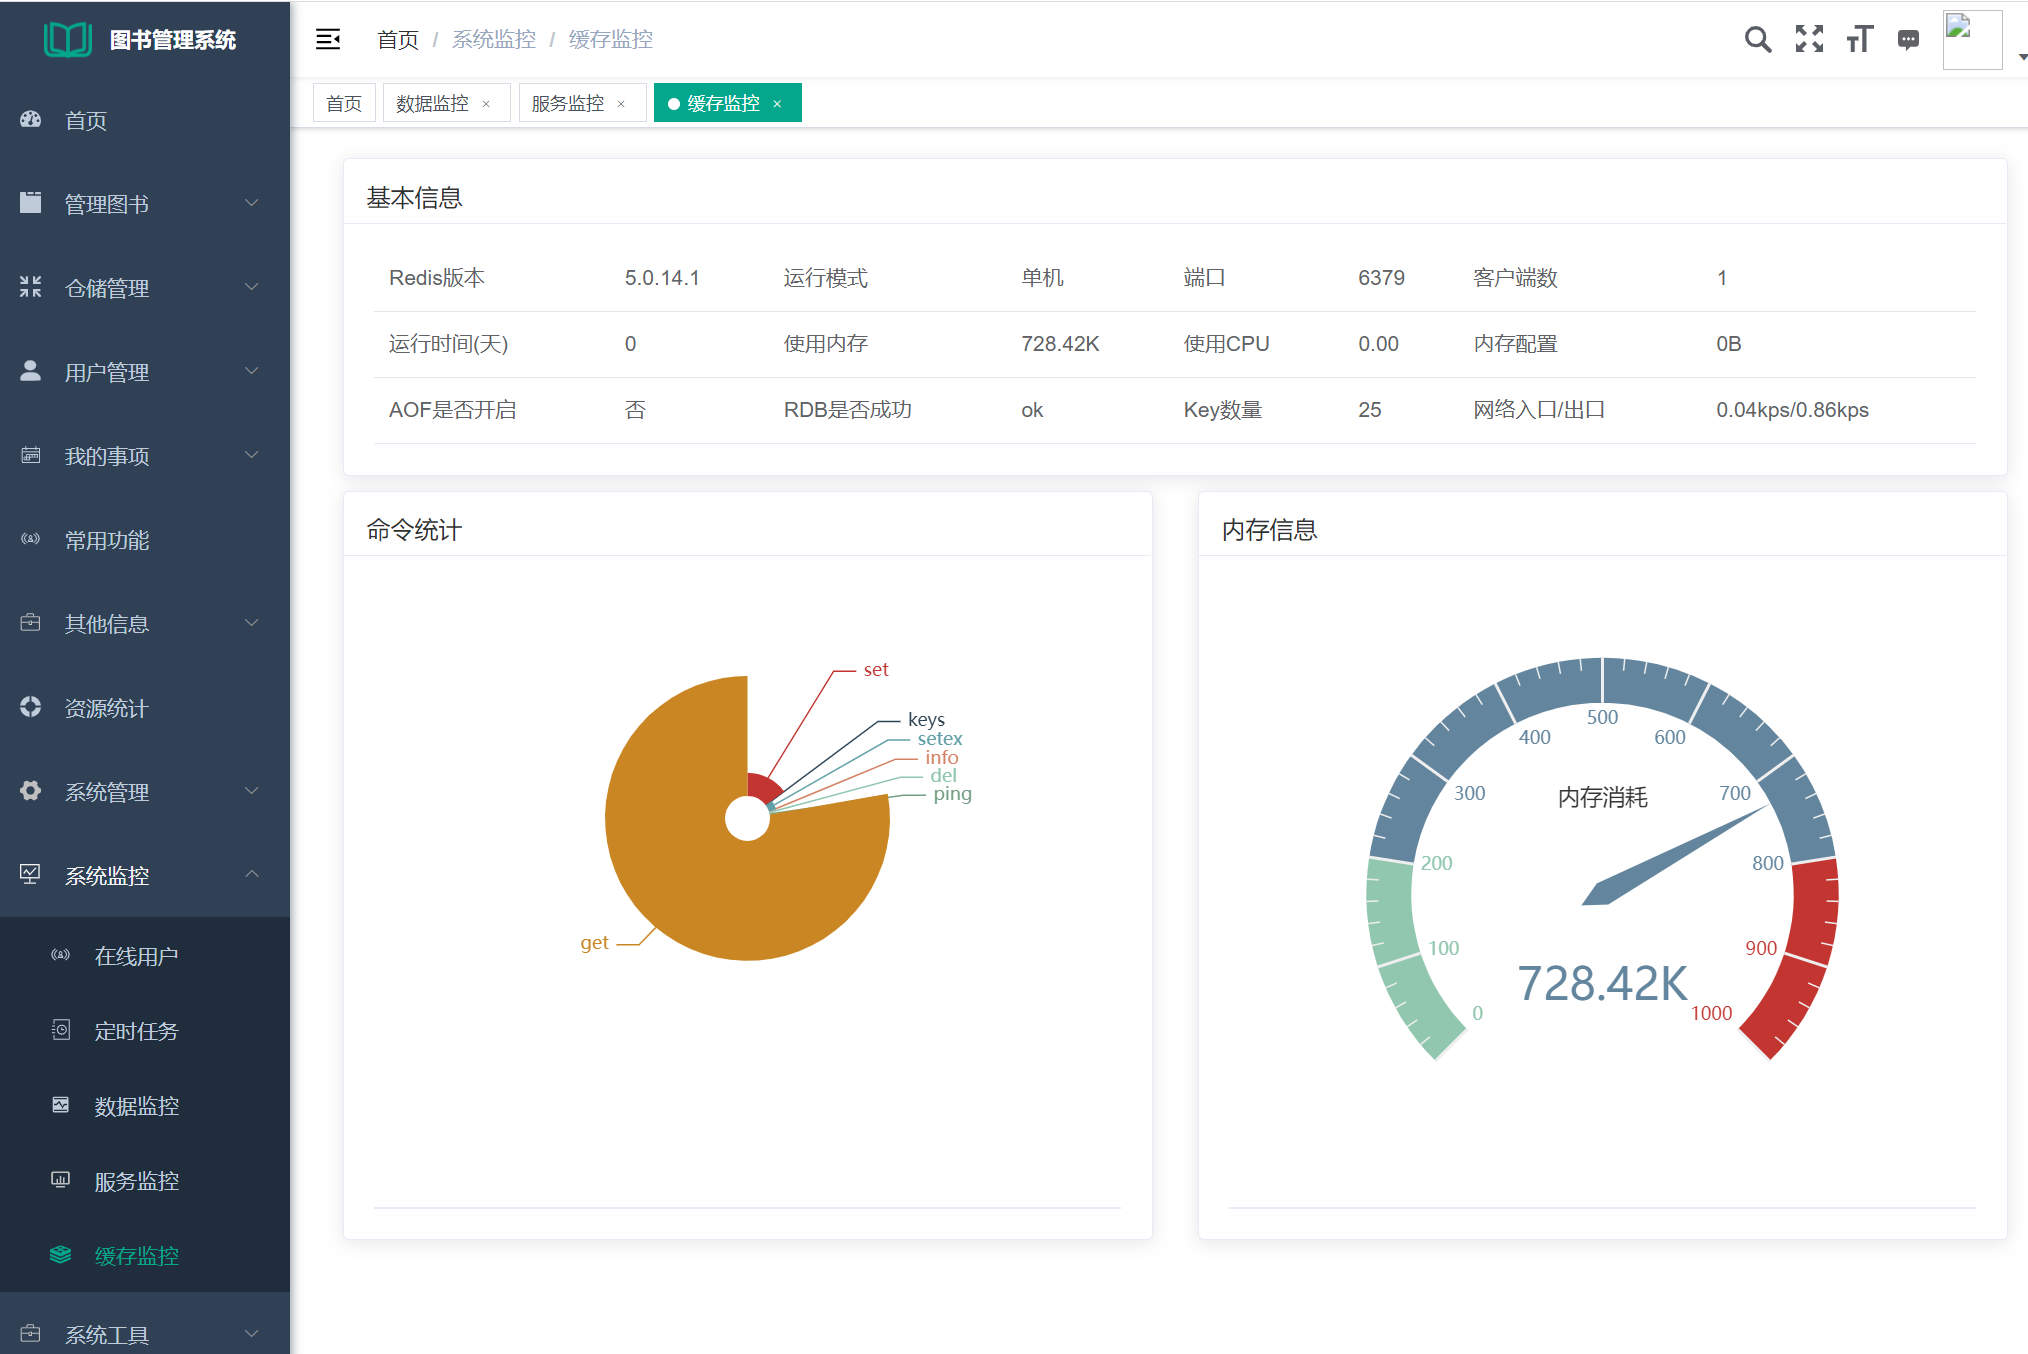 图书管理系统
首页
管理图书
仓储管理
用户管理
我的事项
常用功能
其他信息
资源统计
系统管理
系统监控
在线用户
定时任务
数据监控
服务监控
缓存监控
系统工具
首页 / 系统监控 / 缓存监控
首页 数据监控 × 服务监控 × 缓存监控 ×
基本信息
Redis版本 5.0.14.1 运行模式 单机 端口 6379 客户端数 1
运行时间(天) 0 使用内存 728.42K 使用CPU 0.00 内存配置 0B
AOF是否开启 否 RDB是否成功 ok Key数量 25 网络入口/出口 0.04kps/0.86kps
命令统计
set
keys
setex
info
del
ping
get
内存信息
500
400 600
300 内存消耗 700
200 800
100 900
728.42K
0 1000